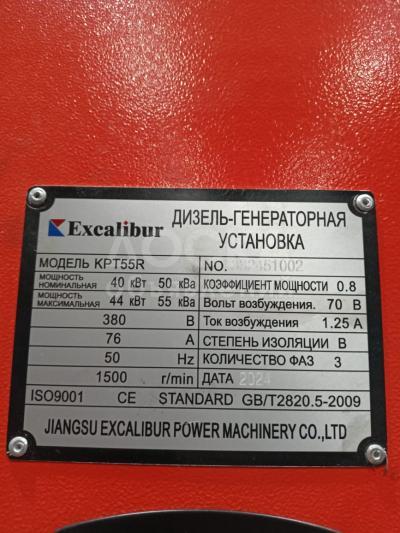 Excalibur
ДИЗЕЛЬ-ГЕНЕРАТОРНАЯ
УСТАНОВКА
МОДЕЛЬ KPT55R
NO.
МОЩНОСТЬ НОМИНАЛЬНАЯ 40 кВт 50 кВа
КОЭФФИЦИЕНТ МОЩНОСТИ 0.8
МОЩНОСТЬ МАКСИМАЛЬНАЯ 44 кВт 55 кВа
Вольт возбуждения. 70 В
380 В
Ток возбуждения. 1.25 А
76 А
СТЕПЕНЬ ИЗОЛЯЦИИ В
50 Hz
КОЛИЧЕСТВО ФАЗ 3
1500 r/min
ДАТА 2024
ISO9001 CE STANDARD GB/T2820.5-2009
JIANGSU EXCALIBUR POWER MACHINERY CO.,LTD